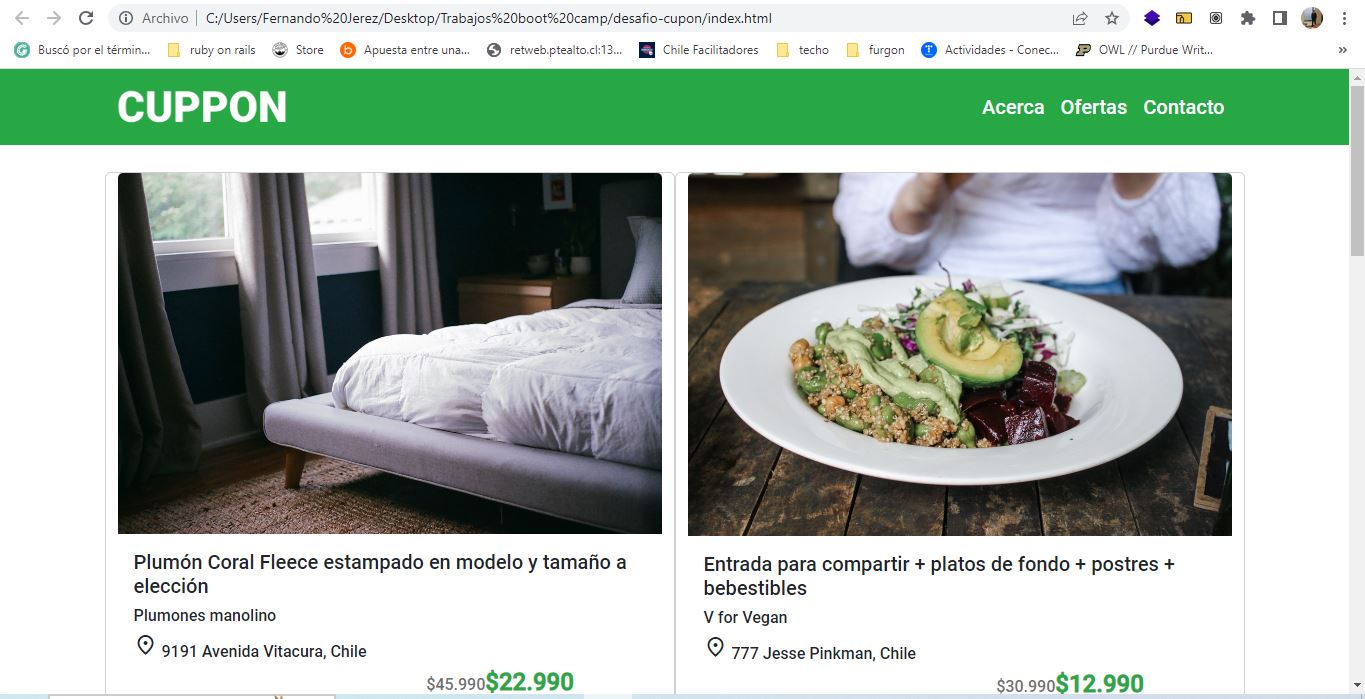 Archivo C:/Users/Fernando%20Jerez/Desktop/Trabajos%20boot%20camp/desafio-cupon/index.html
Buscó por el términ... ruby on rails Store Apuesta entre una... retweb.ptealto.cl:13... Chile Facilitadores techo furgon Actividades - Conec... OWL // Purdue Writ... »
CUPPON Acerca Ofertas Contacto
Plumón Coral Fleece estampado en modelo y tamaño a
elección
Plumones manolino
9191 Avenida Vitacura, Chile
$45.990$22.990
Entrada para compartir + platos de fondo + postres +
bebestibles
V for Vegan
777 Jesse Pinkman, Chile
$30.990$12.990